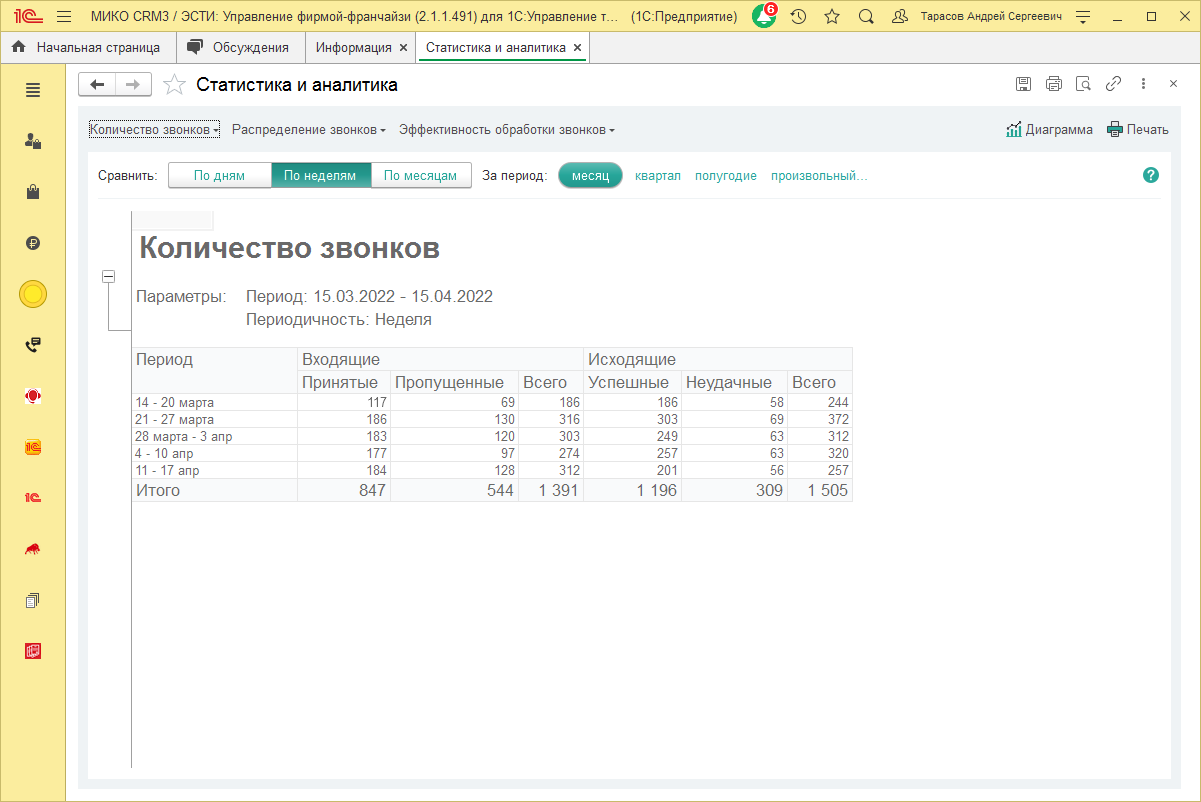 1С МИКО CRM3 / ЭСТИ: Управление фирмой-франчайзи (2.1.1.491) для 1С:Управление т... (1С:Предприятие) 6 Тарасов Андрей Сергеевич
Начальная страница Обсуждения Информация × Статистика и аналитика ×
Статистика и аналитика
Количество звонков Распределение звонков Эффективность обработки звонков Диаграмма Печать
Сравнить: По дням По неделям По месяцам За период: месяц квартал полугодие произвольный... ?
Количество звонков
Параметры: Период: 15.03.2022 - 15.04.2022
Периодичность: Неделя
Период Входящие Исходящие
Принятые Пропущенные Всего Успешные Неудачные Всего
14 - 20 марта 117 69 186 186 58 244
21 - 27 марта 186 130 316 303 69 372
28 марта - 3 апр 183 120 303 249 63 312
4 - 10 апр 177 97 274 257 63 320
11 - 17 апр 184 128 312 201 56 257
Итого 847 544 1 391 1 196 309 1 505
₽
1С
1С